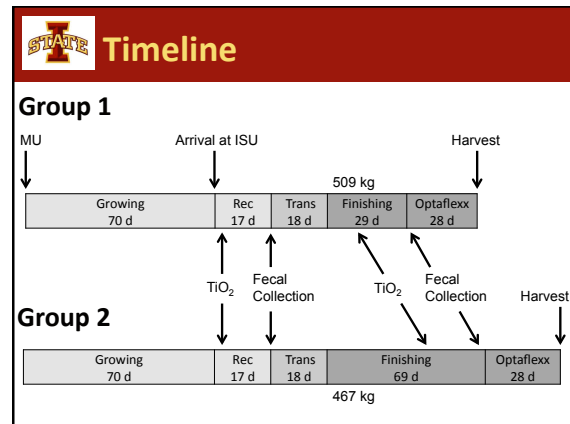 STATE
Timeline
Group 1
MU
Arrival at ISU
Harvest
509 kg
Growing
70 d
Rec
17 d
Trans
18 d
Finishing
29 d
Optaflexx
28 d
TiO₂
Fecal
Collection
TiO₂
Fecal
Collection
Harvest
Group 2
Growing
70 d
Rec
17 d
Trans
18 d
Finishing
69 d
Optaflexx
28 d
467 kg